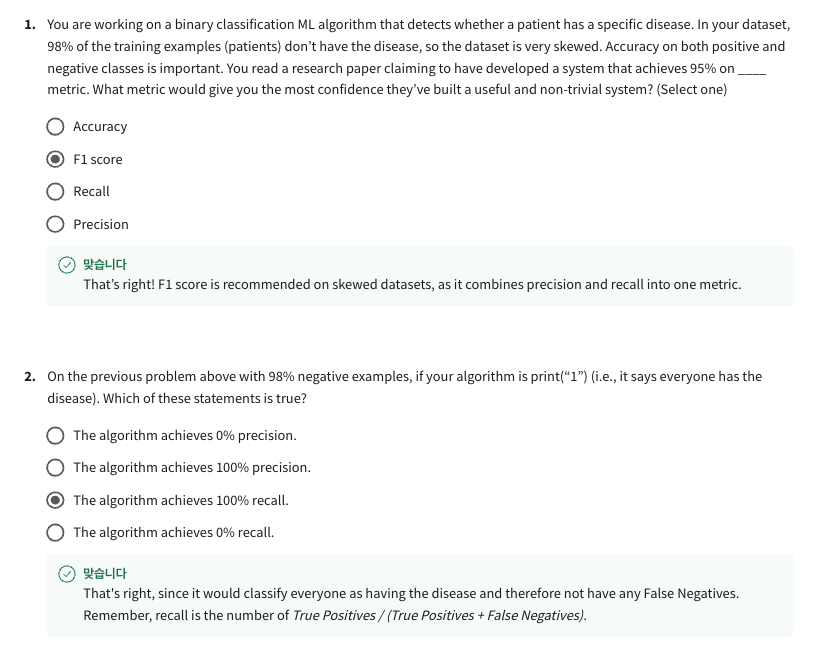 1. You are working on a binary classification ML algorithm that detects whether a patient has a specific disease. In your dataset,
98% of the training examples (patients) don’t have the disease, so the dataset is very skewed. Accuracy on both positive and
negative classes is important. You read a research paper claiming to have developed a system that achieves 95% on ____
metric. What metric would give you the most confidence they’ve built a useful and non-trivial system? (Select one)
Accuracy
F1 score
Recall
Precision
맞습니다
That’s right! F1 score is recommended on skewed datasets, as it combines precision and recall into one metric.
2. On the previous problem above with 98% negative examples, if your algorithm is print(“1”) (i.e., it says everyone has the
disease). Which of these statements is true?
The algorithm achieves 0% precision.
The algorithm achieves 100% precision.
The algorithm achieves 100% recall.
The algorithm achieves 0% recall.
맞습니다
That's right, since it would classify everyone as having the disease and therefore not have any False Negatives.
Remember, recall is the number of True Positives / (True Positives + False Negatives).